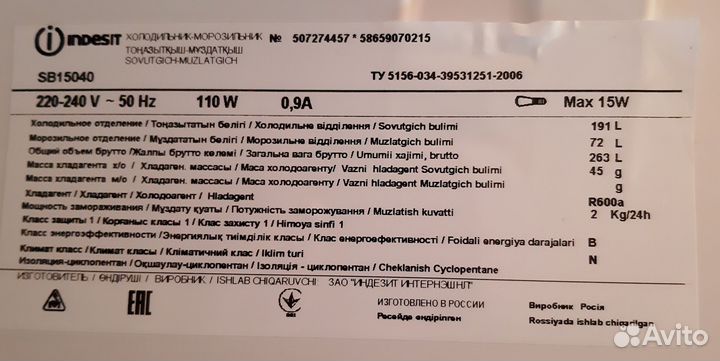 INDESIT ХОЛОДИЛЬНИК-МОРОЗИЛЬНИК № 507274457 * 58659070215
ТОҢАЗЫТҚЫШ-МҰЗДАТҚЫШ
SOVUTGICH-MUZLATGICH
SB15040 ТУ 5156-034-39531251-2006
220-240 V ~ 50 Hz 110 W 0,9A Max 15W
Холодильное отделение / Тоңазытатын бөлігі / Холодильне відділення / Sovutgich bulimi 191 L
Морозильное отделение / Мұздататын бөлігі / Морозильне відділення / Muzlatgich bulimi 72 L
Общий объем брутто / Жалпы брутто көлемі / Загальна вага брутто / Umumii xajimi, brutto 263 L
Масса хладагента х/о / Хладаген. массасы / Маса холодоагенту / Vazni hladagent Sovutgich bulimi 45 g
Масса хладагента м/о / Хладаген. массасы / Маса холодоагенту / Vazni hladagent Muzlatgich bulimi g
Хладагент / Хладагент / Холодоагент / Hladagent R600a
Мощность замораживания / Мұздату қуаты / Потужність заморожування / Muzlatish kuvatti 2 Kg/24h
Класс защиты 1 / Корғаныс класы 1 / Клас захисту 1 / Himoya sinfi 1
Класс энергоэффективности / Энергиялық тиімділік класы / Клас енергоефективності / Foidali energiya darajalari B
Климат класс / Климат класы / Кліматичний клас / Iklim turi N
Изоляция-циклопентан / Оқшаулау-циклопентан / Ізоляція - циклопентан / Cheklanish Cyclopentane
ИЗГОТОВИТЕЛЬ / ӨНДІРУШІ / ВИРОБНИК / ISHLAB CHIQARUVCHI: ЗАО "ИНДЕЗИТ ИНТЕРНЭШНЛ"
EAC ИЗГОТОВЛЕНО В РОССИИ Виробник Росія
Ресейде өндірілген Rossiyada ishlab chiqarilgan
Avito